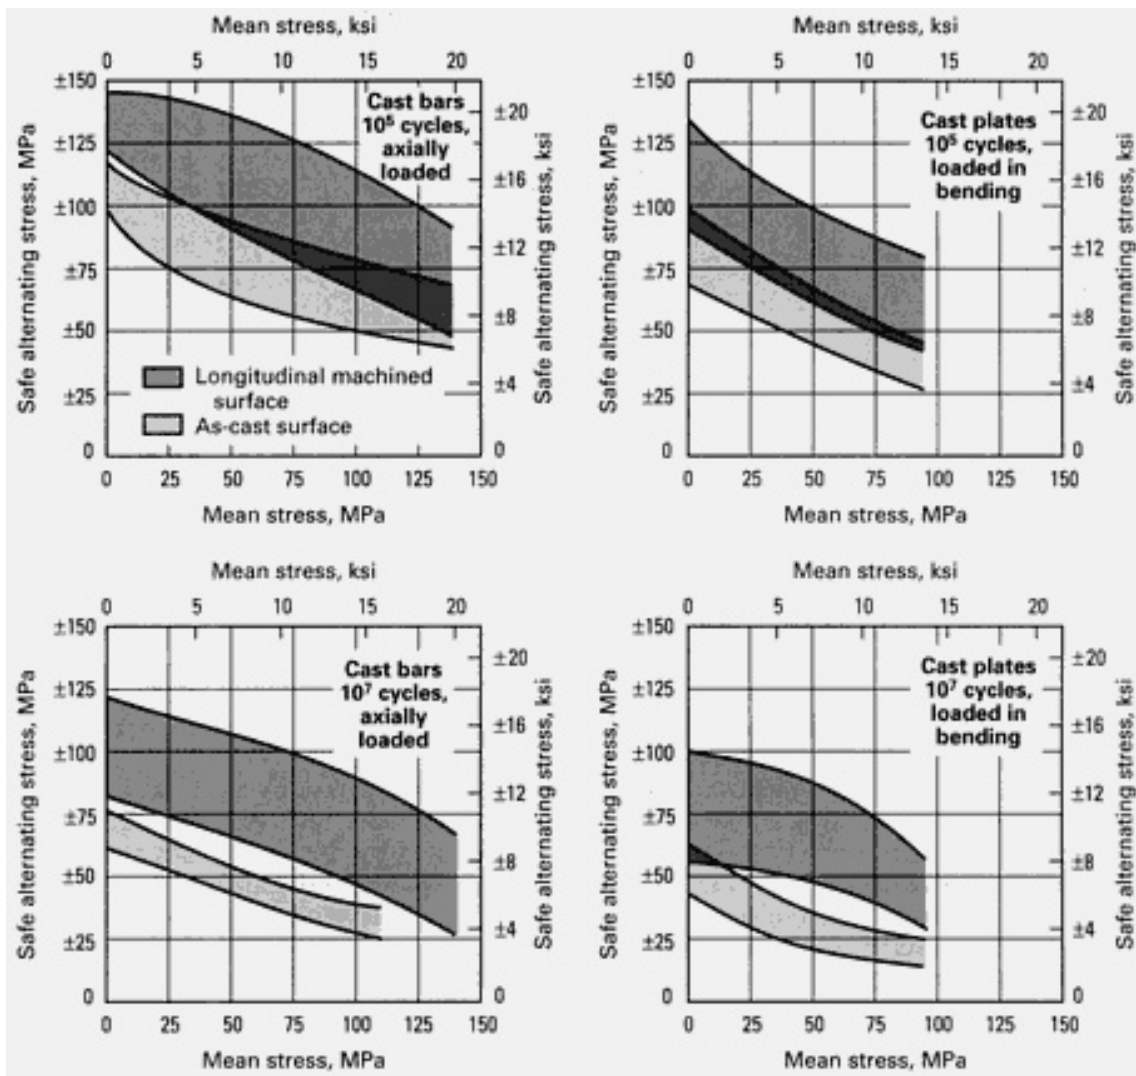 Mean stress, ksi
0 5 10 15 20
±150
±125
±100
±75
±50
±25
0
Safe alternating stress, MPa
Cast bars
10⁵ cycles,
axially
loaded
Longitudinal machined
surface
As-cast surface
±20
±16
±12
±8
±4
0
Safe alternating stress, ksi
0 25 50 75 100 125 150
Mean stress, MPa
Mean stress, ksi
0 5 10 15 20
±150
±125
±100
±75
±50
±25
0
Safe alternating stress, MPa
Cast plates
10⁵ cycles,
loaded in
bending
±20
±16
±12
±8
±4
0
Safe alternating stress, ksi
0 25 50 75 100 125 150
Mean stress, MPa
Mean stress, ksi
0 5 10 15 20
±150
±125
±100
±75
±50
±25
0
Safe alternating stress, MPa
Cast bars
10⁷ cycles,
axially
loaded
±20
±16
±12
±8
±4
0
Safe alternating stress, ksi
0 25 50 75 100 125 150
Mean stress, MPa
Mean stress, ksi
0 5 10 15 20
±150
±125
±100
±75
±50
±25
0
Safe alternating stress, MPa
Cast plates
10⁷ cycles,
loaded in
bending
±20
±16
±12
±8
±4
0
Safe alternating stress, ksi
0 25 50 75 100 125 150
Mean stress, MPa